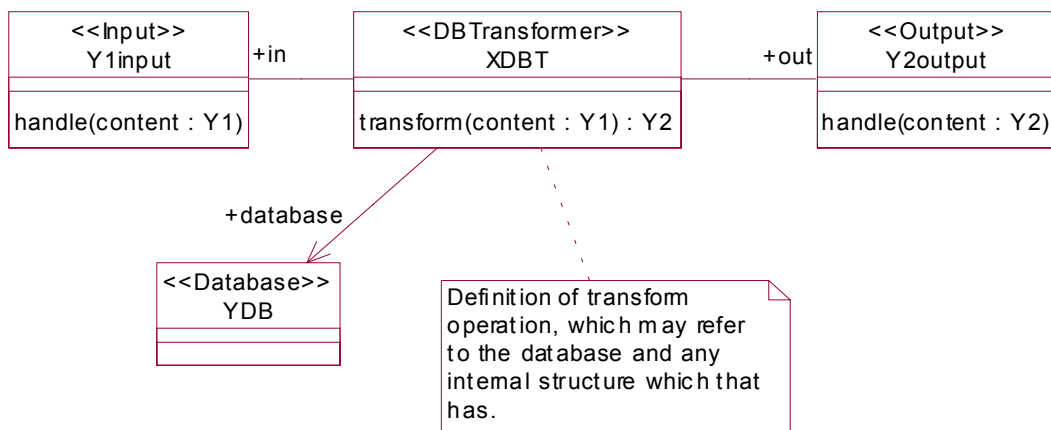 <<Input>>
Y1input
handle(content : Y1)
+in
<<DBTransformer>>
XDBT
transform(content : Y1) : Y2
+out
<<Output>>
Y2output
handle(content : Y2)
+database
<<Database>>
YDB
Definition of transform
operation, which may refer
to the database and any
internal structure which that
has.